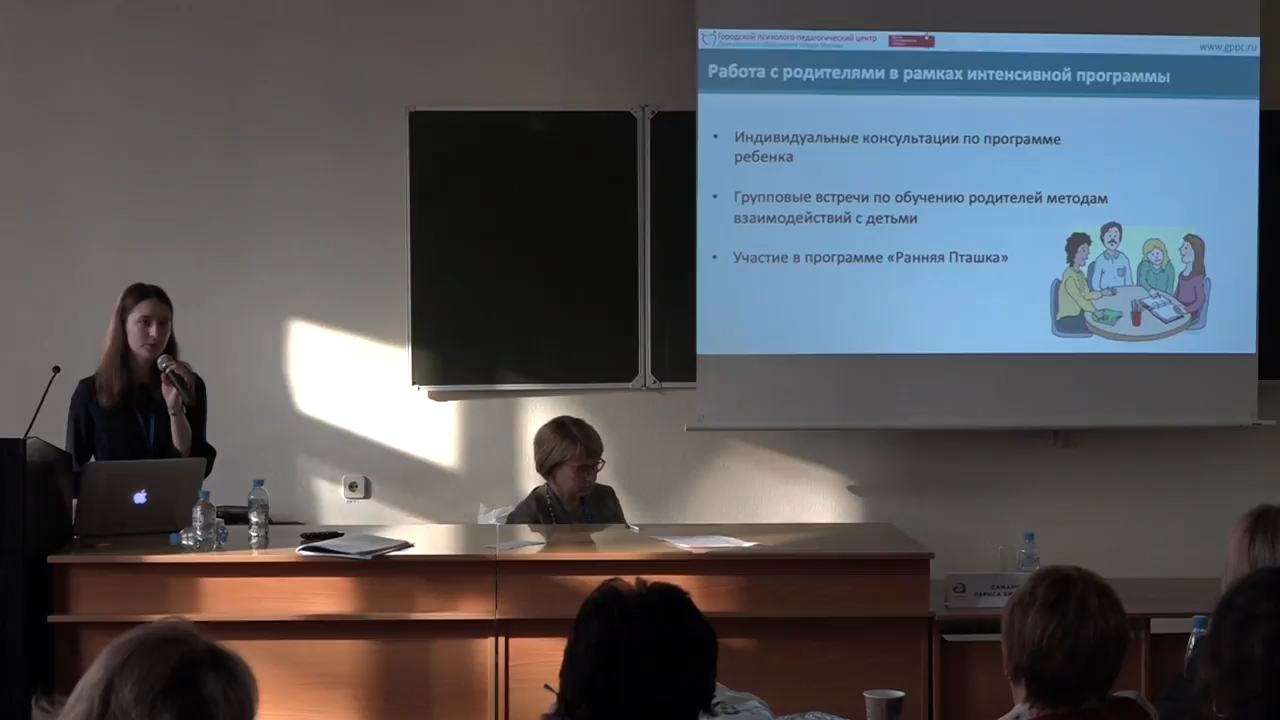 Городской психолого-педагогический центр
www.gppc.ru
Работа с родителями в рамках интенсивной программы
• Индивидуальные консультации по программе
ребенка
• Групповые встречи по обучению родителей методам
взаимодействий с детьми
• Участие в программе «Ранняя Пташка»